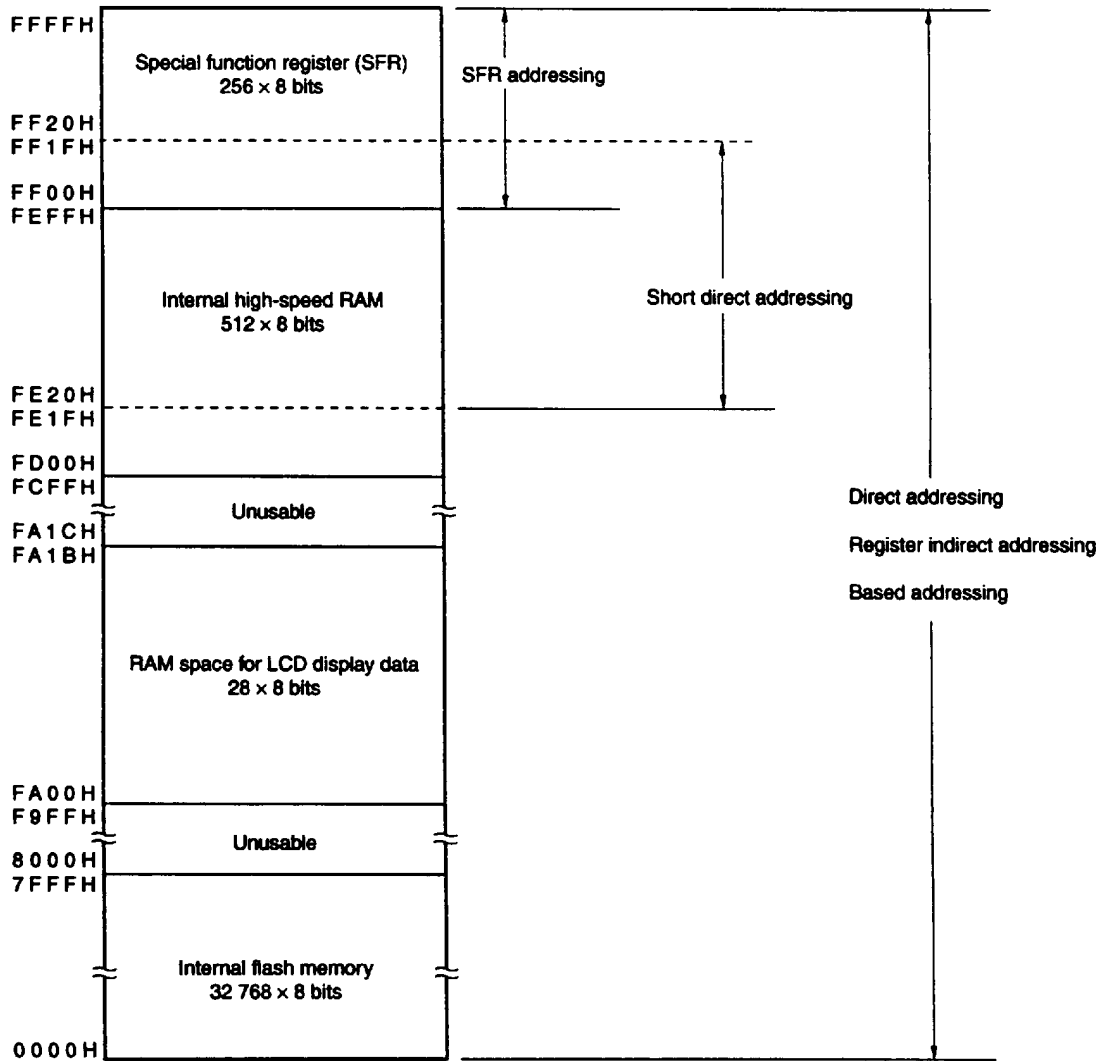 FFFFH
Special function register (SFR)
256 × 8 bits
SFR addressing
FF20H
FF1FH
FF00H
FEFFH
Internal high-speed RAM
512 × 8 bits
Short direct addressing
FE20H
FE1FH
FD00H
FCFFH
Unusable
FA1CH
FA1BH
Direct addressing
Register indirect addressing
Based addressing
RAM space for LCD display data
28 × 8 bits
FA00H
F9FFH
Unusable
8000H
7FFFH
Internal flash memory
32 768 × 8 bits
0000H